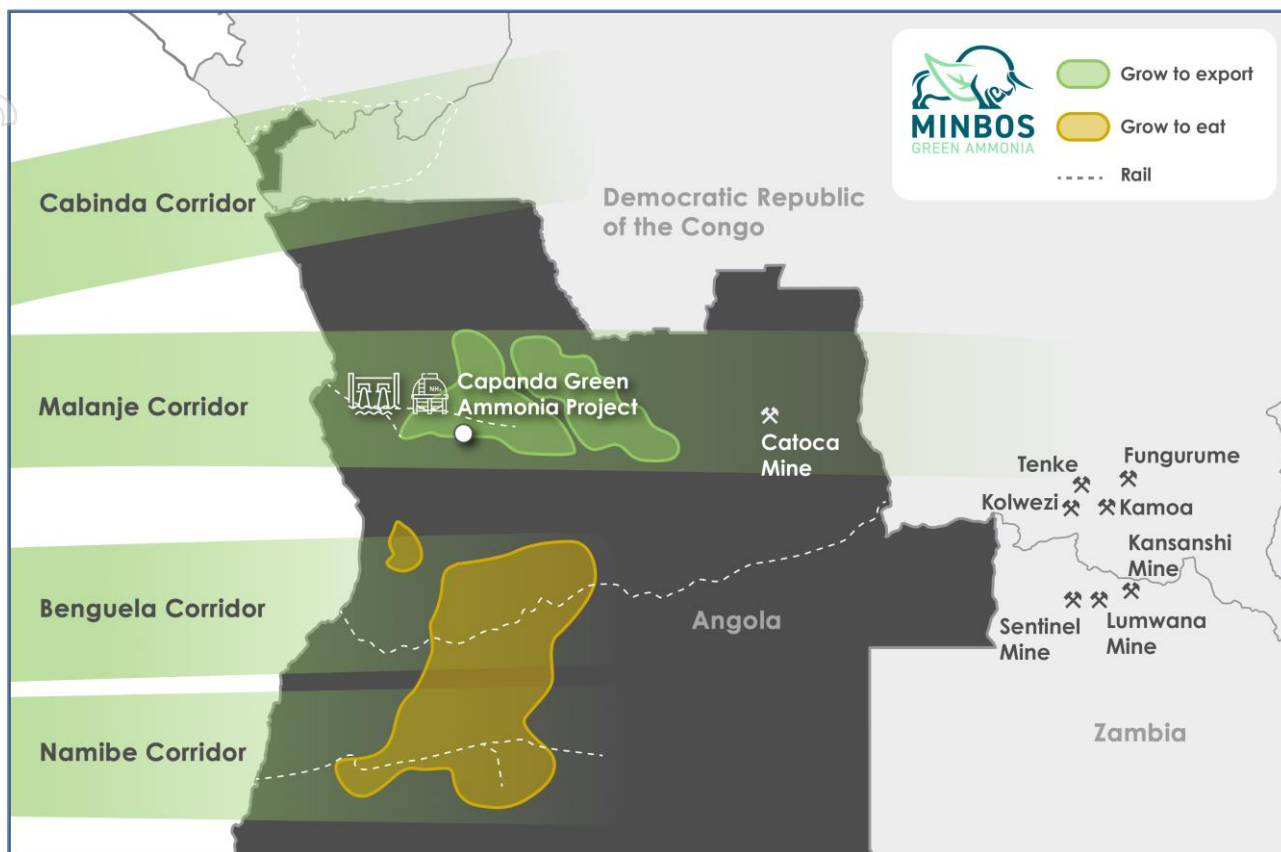 MINBOS
GREEN AMMONIA
Grow to export
Grow to eat
Rail
Cabinda Corridor
Democratic Republic
of the Congo
Malanje Corridor
NH₃
Capanda Green
Ammonia Project
Catoca
Mine
Tenke
Fungurume
Kolwezi
Kamoa
Kansanshi
Mine
Benguela Corridor
Angola
Sentinel
Mine
Lumwana
Mine
Namibe Corridor
Zambia